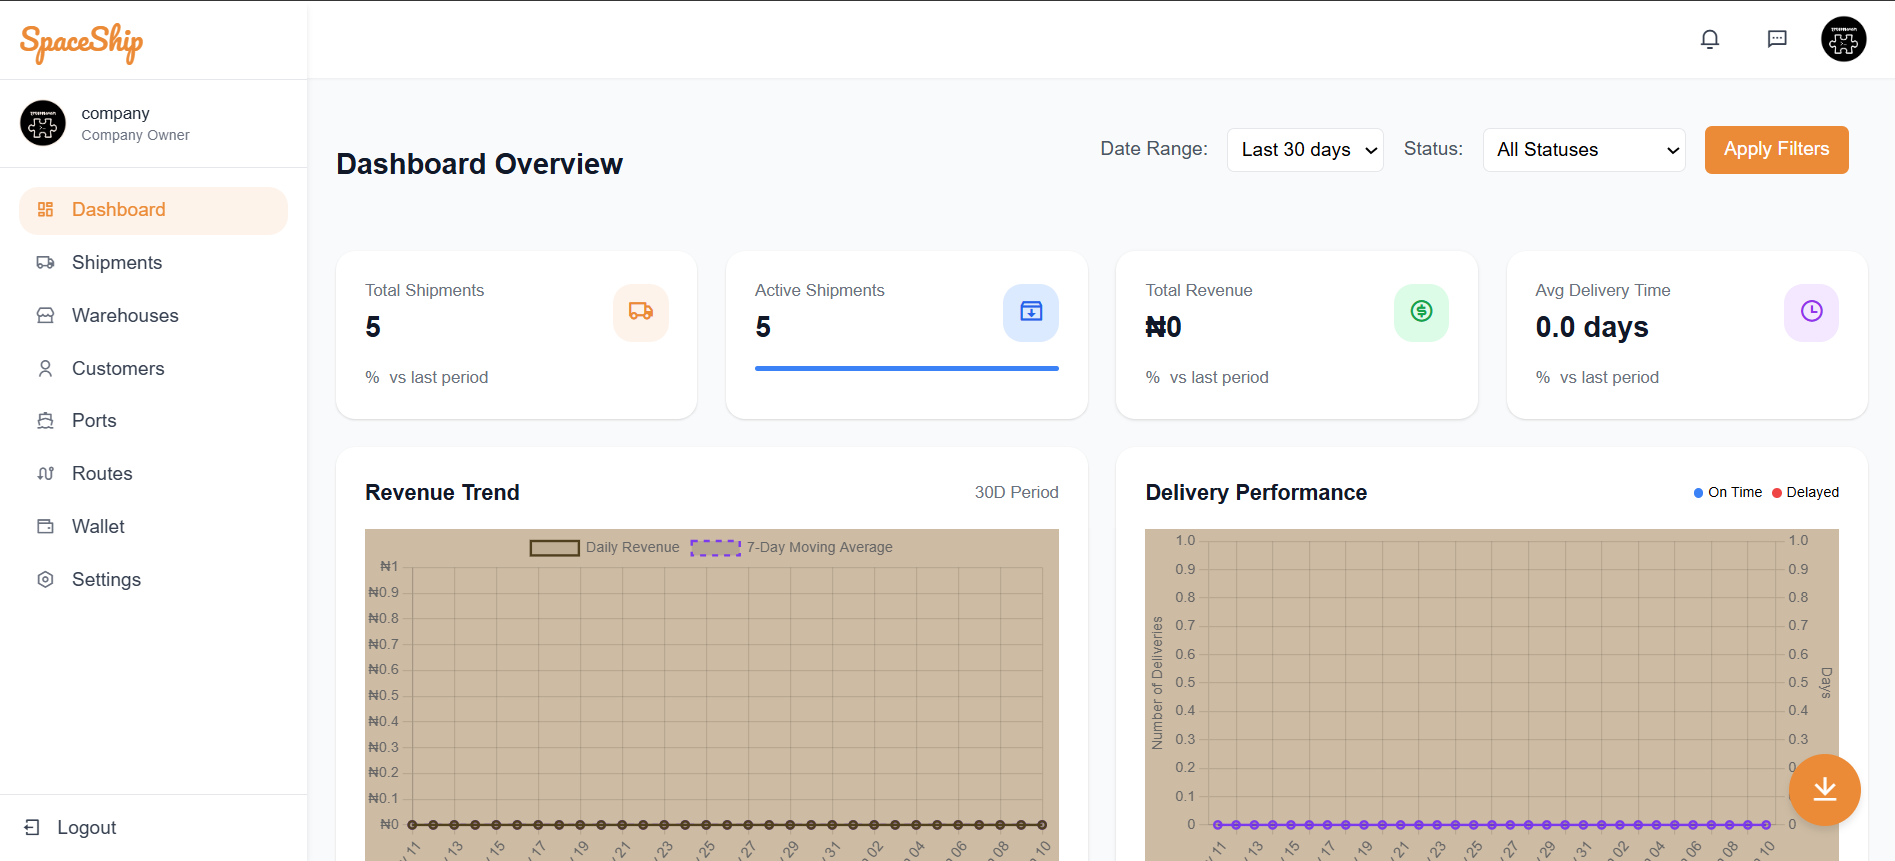 SpaceShip
company
Company Owner
Dashboard
Shipments
Warehouses
Customers
Ports
Routes
Wallet
Settings
Logout
Dashboard Overview
Date Range: Last 30 days Status: All Statuses Apply Filters
Total Shipments
5
% vs last period
Active Shipments
5
Total Revenue
₦0
% vs last period
Avg Delivery Time
0.0 days
% vs last period
Revenue Trend
30D Period
Daily Revenue 7-Day Moving Average
₦1
₦0.9
₦0.8
₦0.7
₦0.6
₦0.5
₦0.4
₦0.3
₦0.2
₦0.1
₦0
11 13 15 17 19 21 23 25 27 29 31 02 04 06 08 10
Delivery Performance
On Time Delayed
Number of Deliveries
1.0
0.9
0.8
0.7
0.6
0.5
0.4
0.3
0.2
0.1
0
1.0
0.9
0.8
0.7
0.6
0.5
0.4
0.3
0
Days
11 13 15 17 19 21 23 25 27 29 31 02 04 06 08 10